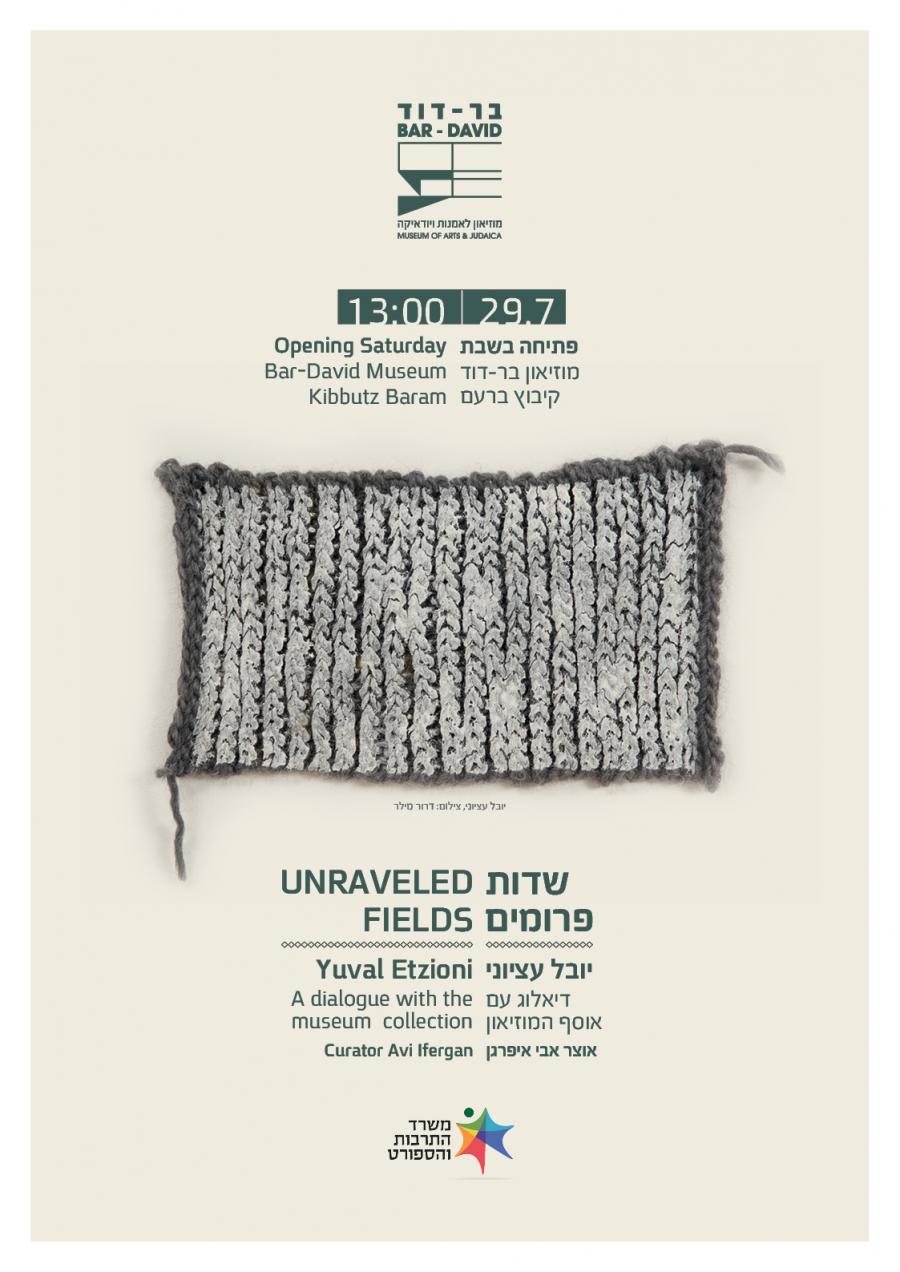 בר-דוד
BAR - DAVID
מוזיאון לאמנות ויודאיקה
MUSEUM OF ARTS & JUDAICA
13:00 | 29.7
Opening Saturday פתיחה בשבת
Bar-David Museum מוזיאון בר-דוד
Kibbutz Baram קיבוץ ברעם
יובל עציוני, צילום: דרור מילר
UNRAVELED שדות
FIELDS פרומים
Yuval Etzioni יובל עציוני
A dialogue with the דיאלוג עם
museum collection אוסף המוזיאון
Curator Avi Ifergan אוצר אבי איפרגן
משרד
התרבות
והספורט